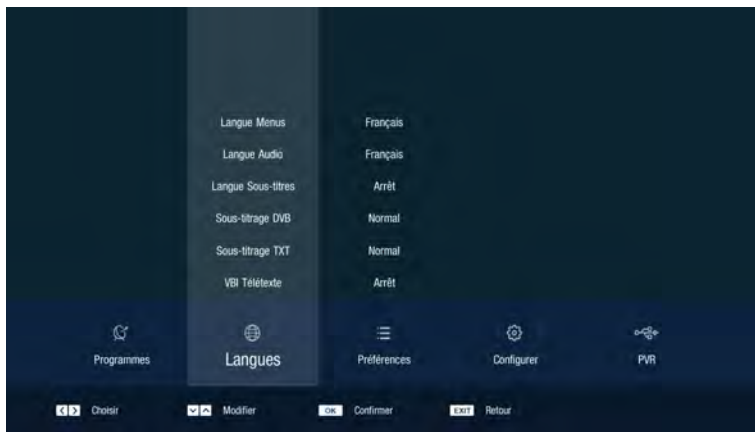 Langue Menus Français
Langue Audio Français
Langue Sous-titres Arrêt
Sous-titrage DVB Normal
Sous-titrage TXT Normal
VBI Télétexte Arrêt
Programmes Langues Préférences Configurer PVR
Choisir Modifier OK Confirmer EXIT Retour